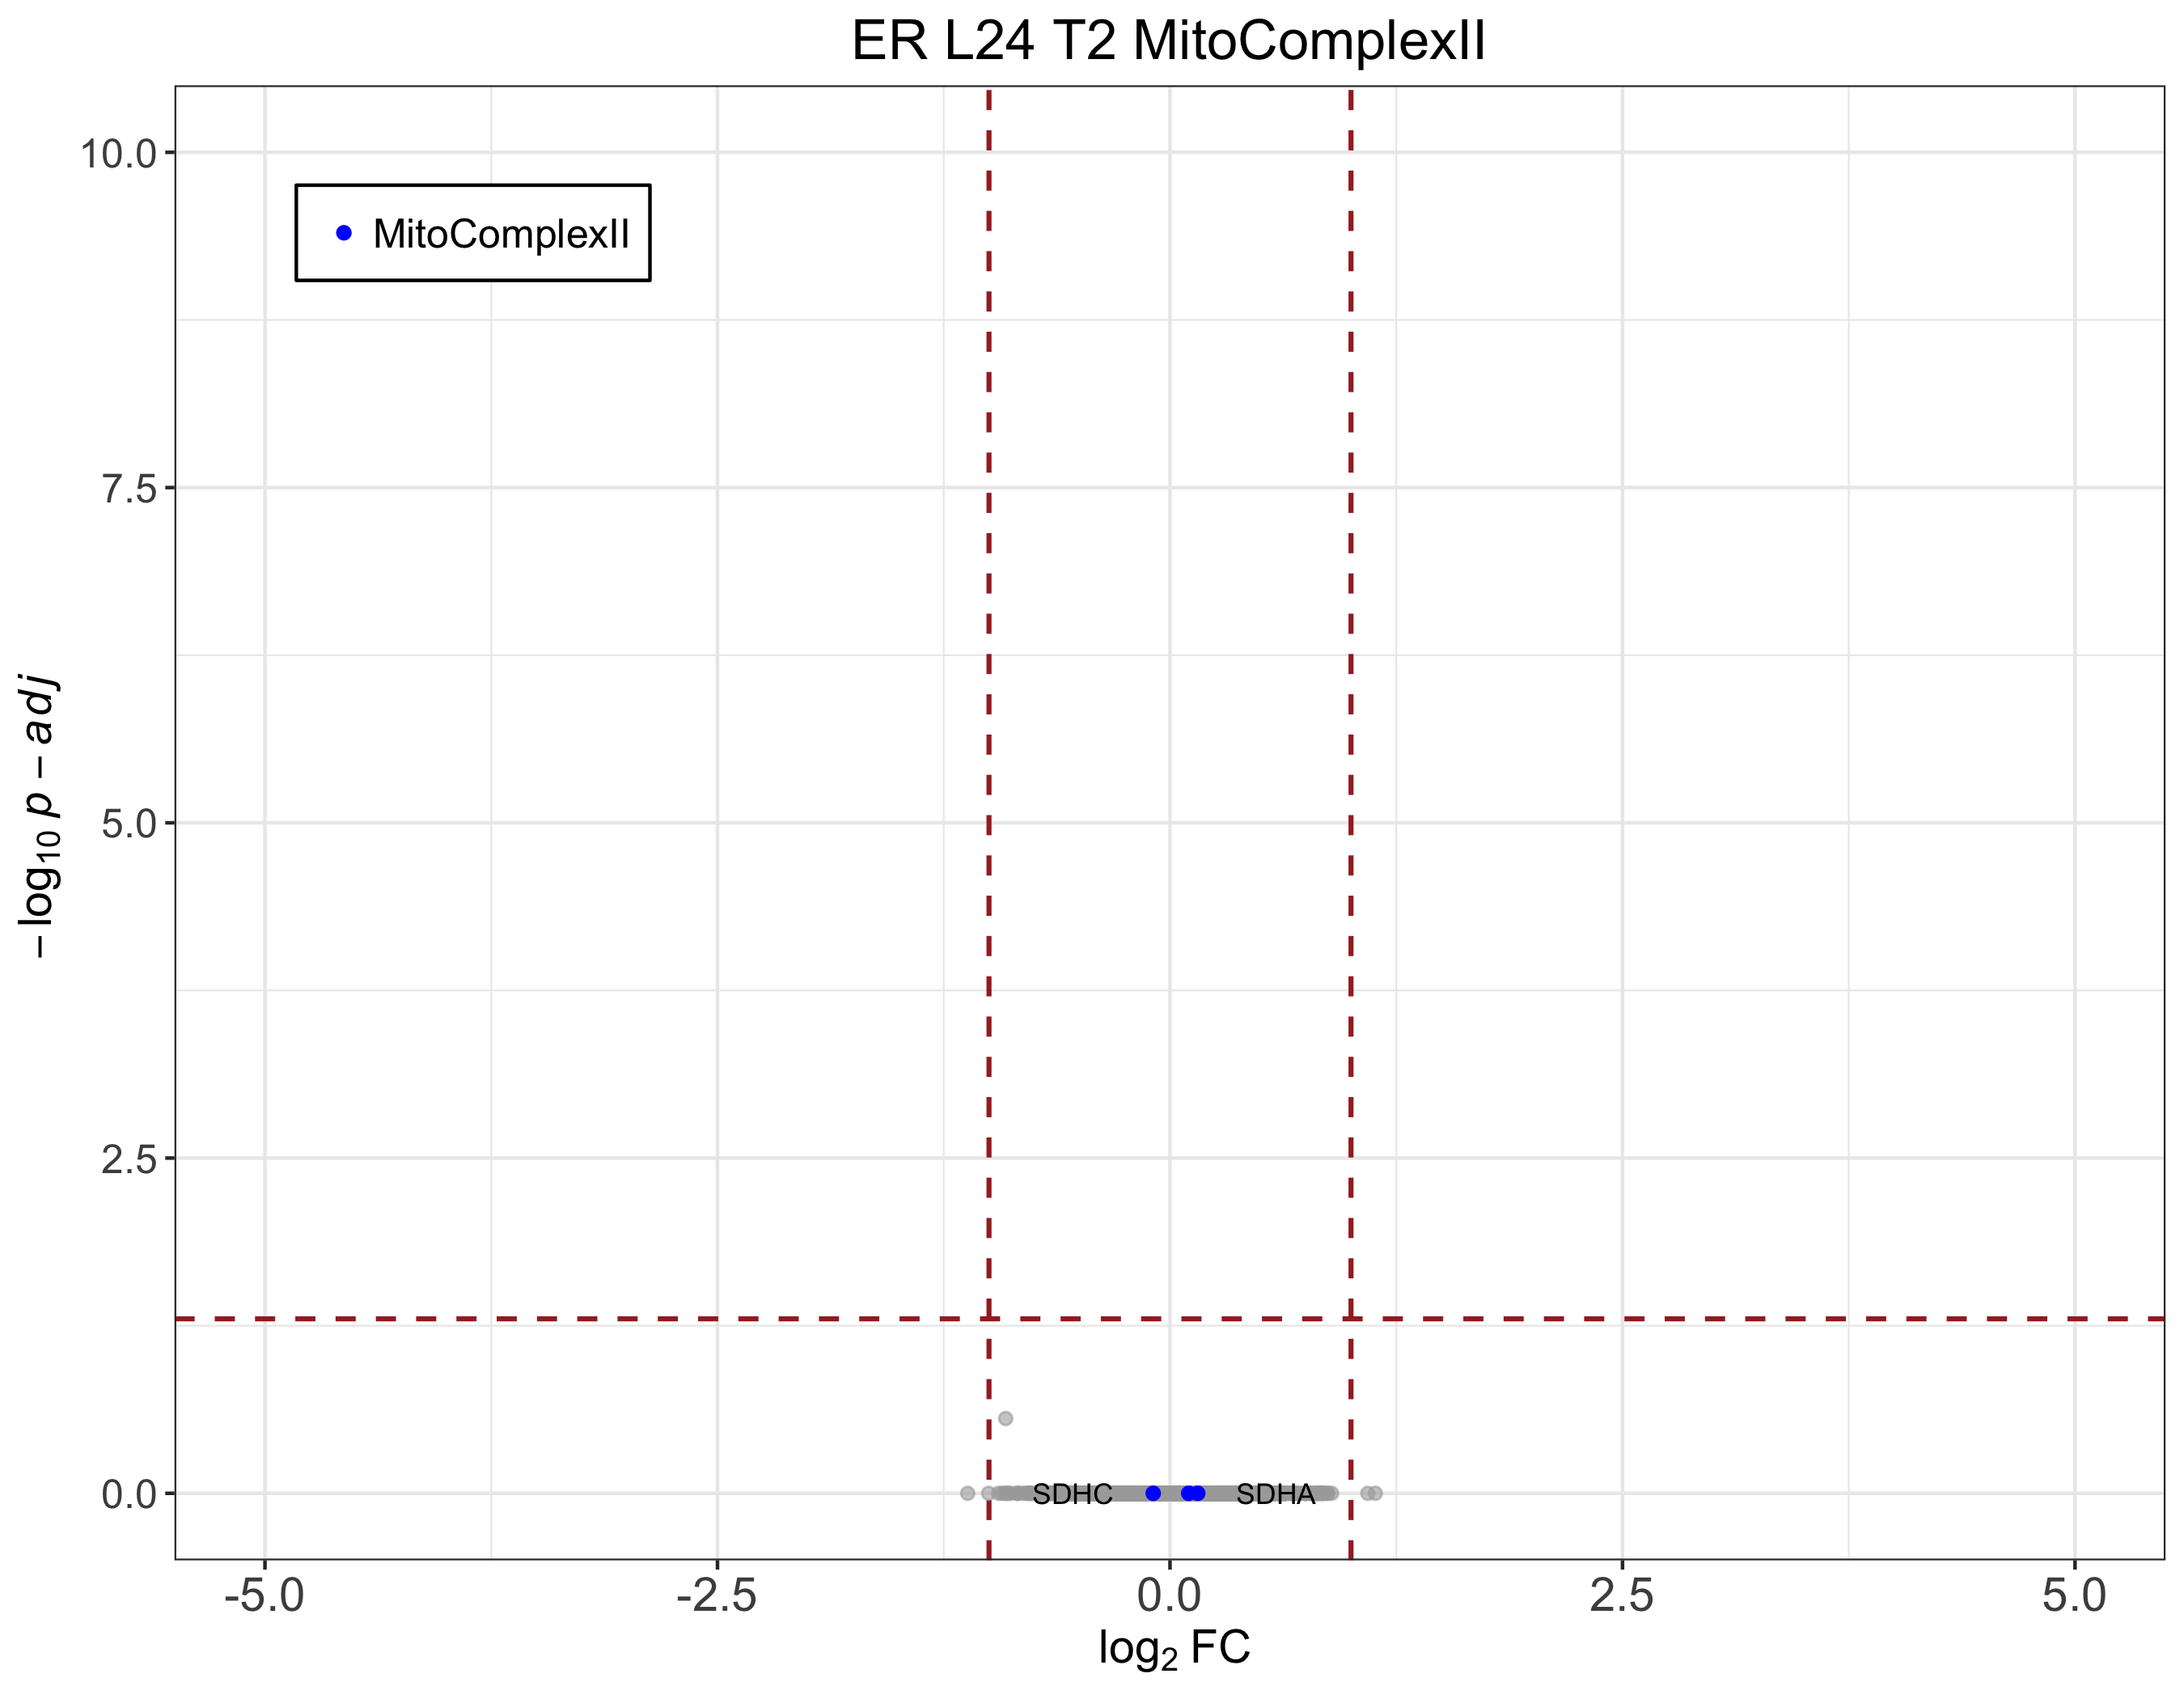 ER L24 T2 MitoComplexII
10.0
MitoComplexII
7.5
5.0
2.5
0.0
−log₁₀ p − adj
SDHC
SDHA
-5.0
-2.5
0.0
2.5
5.0
log₂ FC